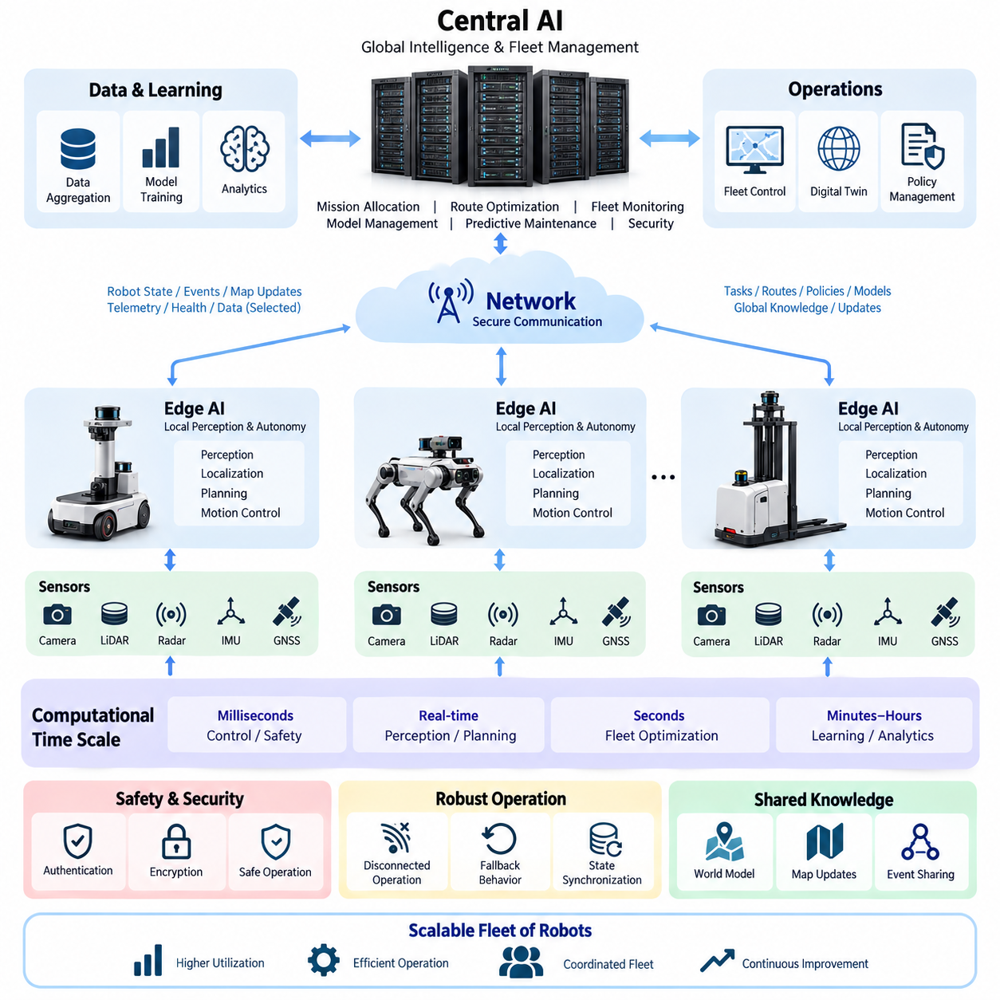 Central AI
Global Intelligence & Fleet Management
Data & Learning
Data
Aggregation
Model
Training
Analytics
Operations
Fleet Control
Digital Twin
Policy
Management
Mission Allocation | Route Optimization | Fleet Monitoring
Model Management | Predictive Maintenance | Security
Robot State / Events / Map Updates
Telemetry / Health / Data (Selected)
Network
Secure Communication
Tasks / Routes / Policies / Models
Global Knowledge / Updates
Edge AI
Local Perception & Autonomy
Perception
Localization
Planning
Motion Control
Edge AI
Local Perception & Autonomy
Perception
Localization
Planning
Motion Control
...
Edge AI
Local Perception & Autonomy
Perception
Localization
Planning
Motion Control
Sensors
Camera
LiDAR
Radar
IMU
GNSS
Sensors
Camera
LiDAR
Radar
IMU
GNSS
Sensors
Camera
LiDAR
Radar
IMU
GNSS
Computational
Time Scale
Milliseconds
Control / Safety
Real-time
Perception / Planning
Seconds
Fleet Optimization
Minutes–Hours
Learning / Analytics
Safety & Security
Authentication
Encryption
Safe Operation
Robust Operation
Disconnected
Operation
Fallback
Behavior
State
Synchronization
Shared Knowledge
World Model
Map Updates
Event Sharing
Scalable Fleet of Robots
Higher Utilization
Efficient Operation
Coordinated Fleet
Continuous Improvement